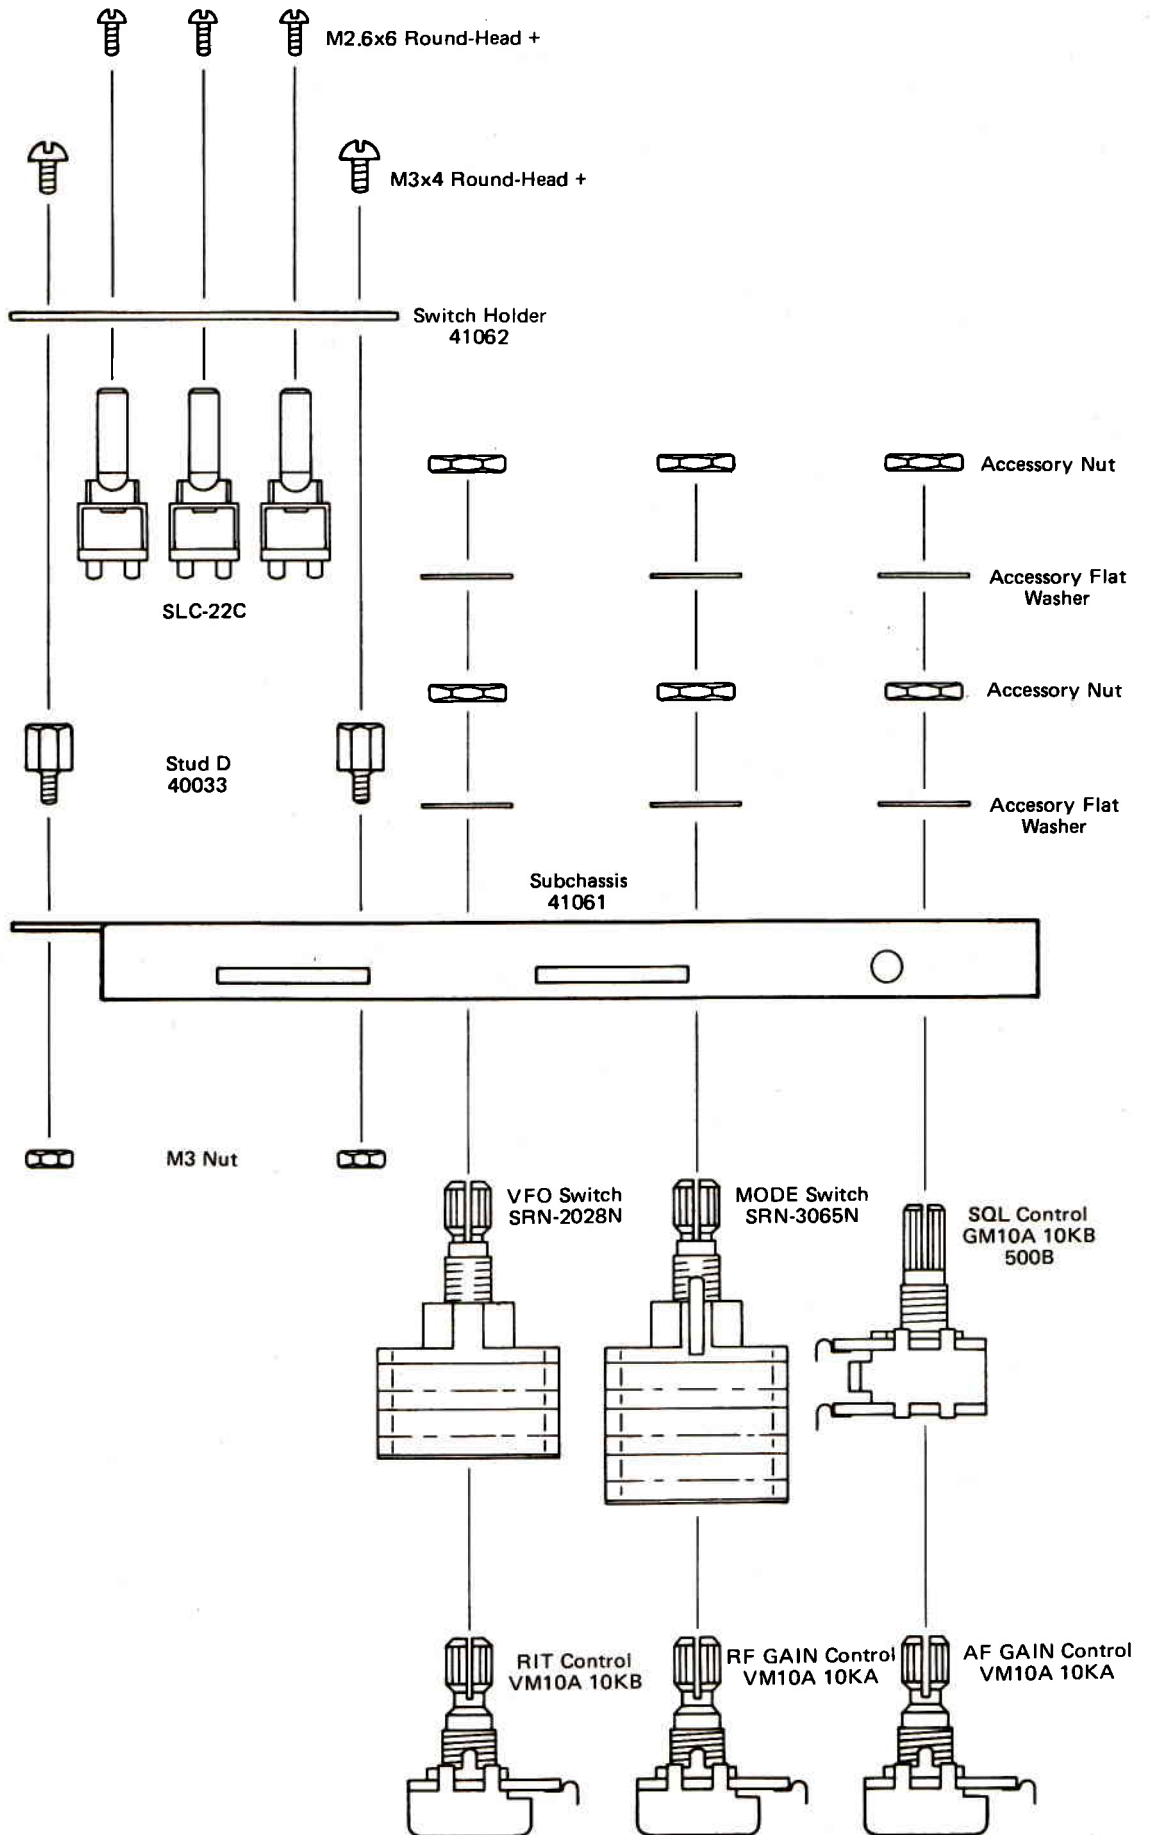 M2.6x6 Round-Head +
M3x4 Round-Head +
Switch Holder
41062
Accessory Nut
Accessory Flat
Washer
SLC-22C
Accessory Nut
Stud D
40033
Accesory Flat
Washer
Subchassis
41061
M3 Nut
VFO Switch
SRN-2028N
MODE Switch
SRN-3065N
SQL Control
GM10A 10KB
500B
RIT Control
VM10A 10KB
RF GAIN Control
VM10A 10KA
AF GAIN Control
VM10A 10KA